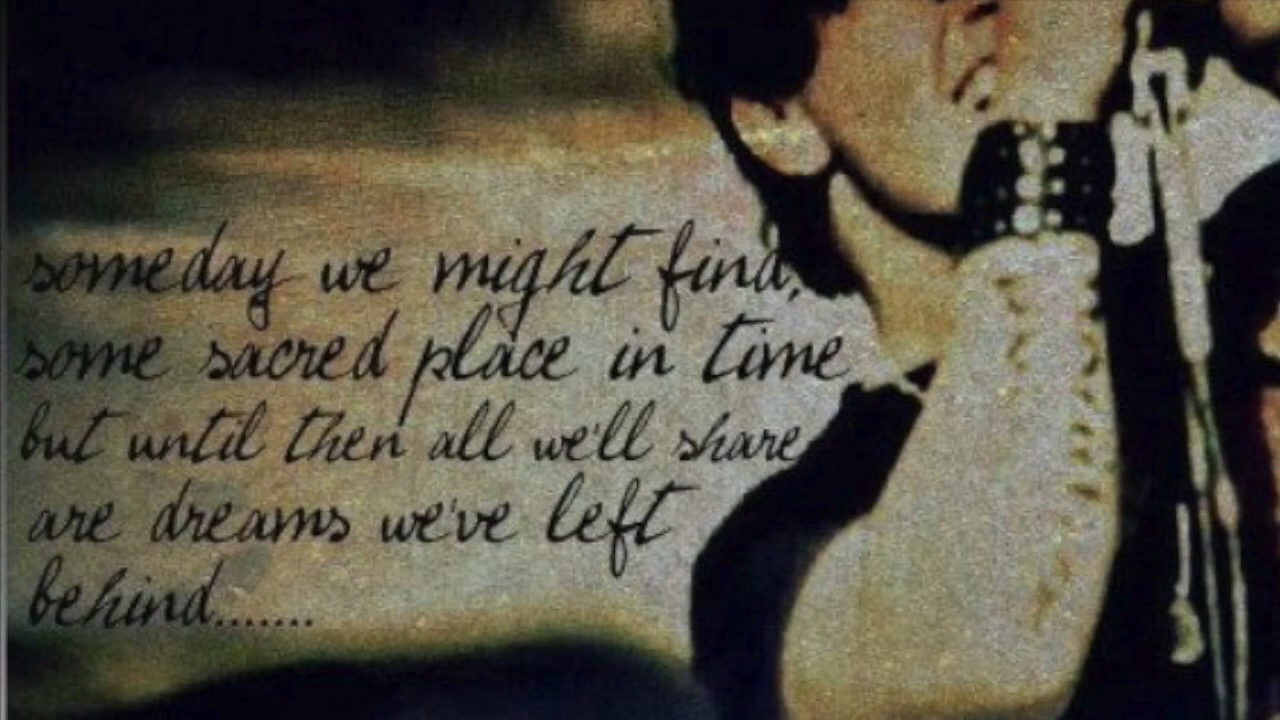 someday we might find,
some sacred place in time
but until then all we'll share
are dreams we've left
behind.......